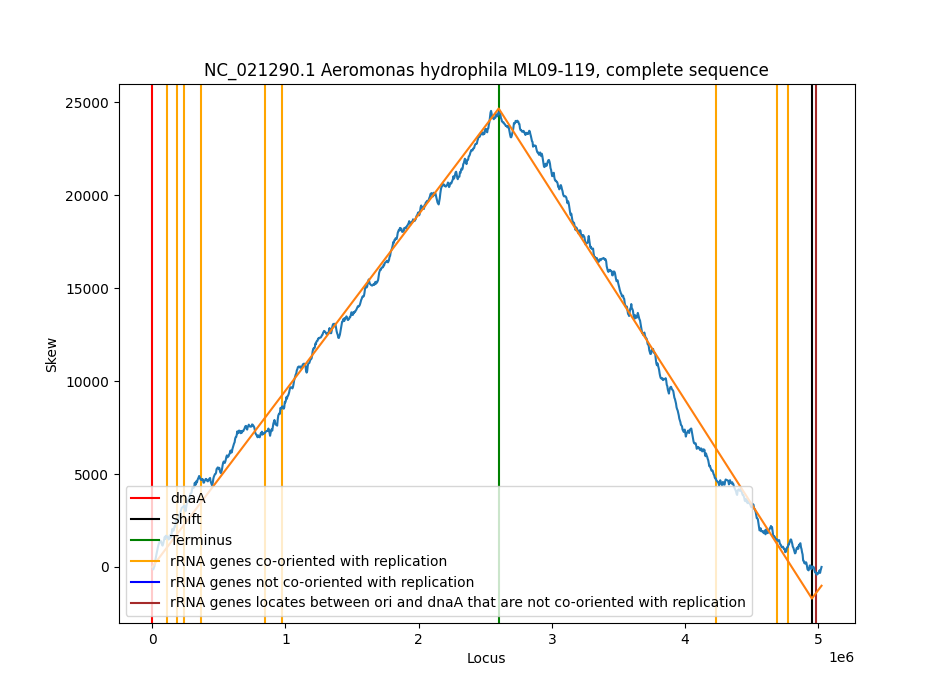 NC_021290.1 Aeromonas hydrophila ML09-119, complete sequence
25000
20000
15000
10000
5000
0
Skew
dnaA
Shift
Terminus
rRNA genes co-oriented with replication
rRNA genes not co-oriented with replication
rRNA genes locates between ori and dnaA that are not co-oriented with replication
0 1 2 3 4 5
1e6
Locus